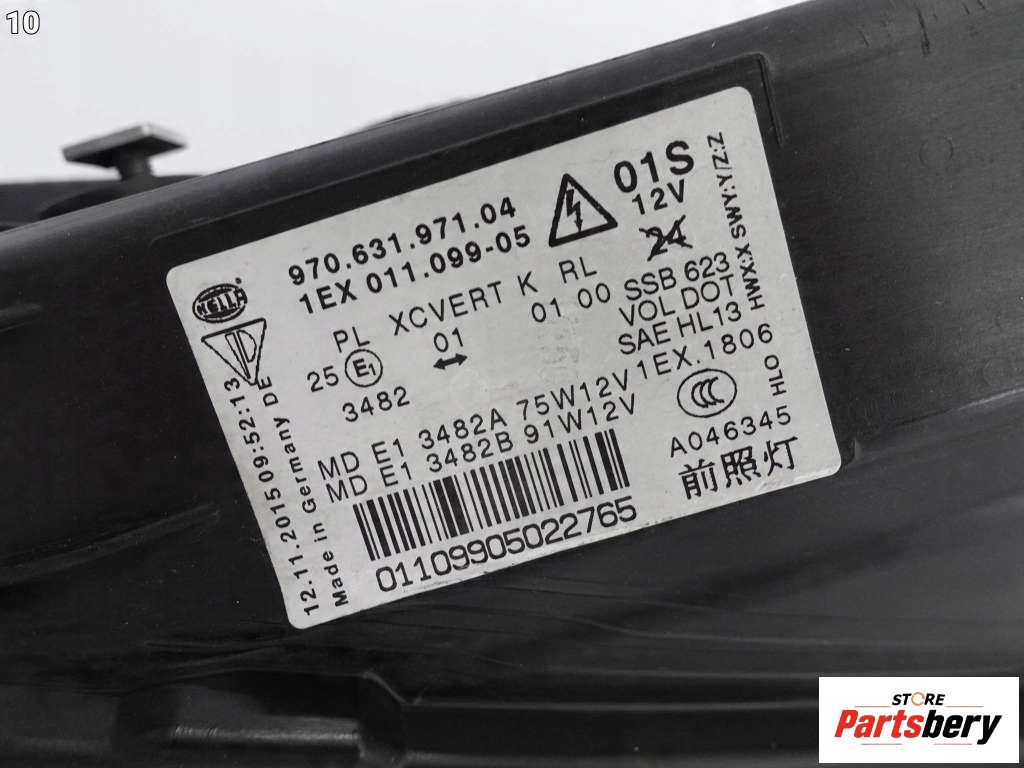 10
970.631.971.04
1EX 011.099-05
01S
12V
24
HELLA
PL XCVERT K RL
25 E1 01 01 00
3482
SSB 623
VOL DOT
SAE HL13
1EX.1806
HWX:X SWY:Y/Z:Z
MD E1 3482A 75W12V
MD E1 3482B 91W12V
CCC
HLO
A046345
前照灯
01109905022765
12.11.2015 09:52:13
Made in Germany DE
STORE
Partsbery